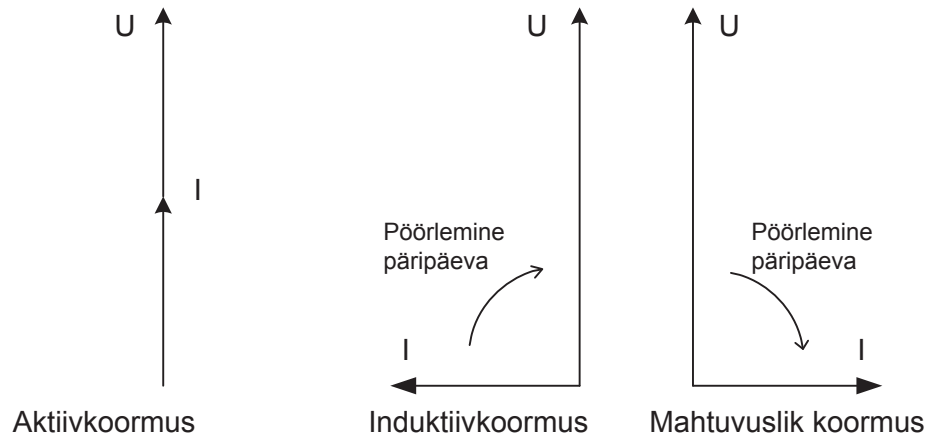 U
I
Aktiivkoormus
U
Pöörlemine
päripäeva
I
Induktiivkoormus
U
Pöörlemine
päripäeva
I
Mahtuvuslik koormus